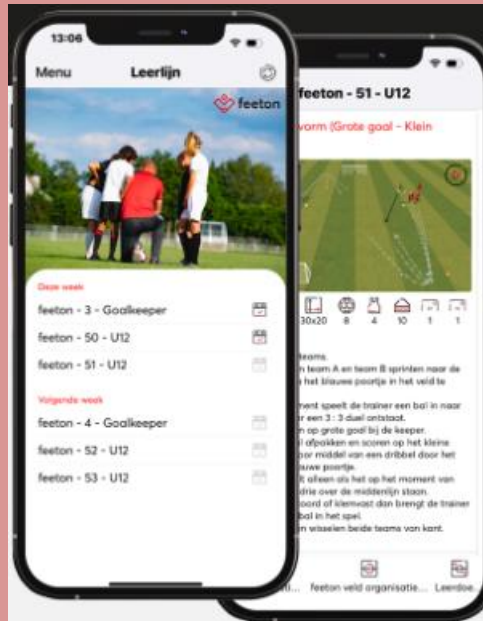 13:06
Menu
Leerlijn
feeton
Deze week
feeton - 3 - Goalkeeper
feeton - 50 - U12
feeton - 51 - U12
Volgende week
feeton - 4 - Goalkeeper
feeton - 52 - U12
feeton - 53 - U12
feeton - 51 - U12
vorm (Grote goal - Klein
30x20 8 4 10 1 1
teams.
team A en team B sprinten naar de
het blauwe poortje in het veld te
ment speelt de trainer een bal in naar
er een 3 : 3 duel ontstaat.
op grote goal bij de keeper.
afpakken en scoren op het kleine
oor middel van een dribbel door het
uwe poortje.
alleen als het op het moment van
drie over de middenlijn staan.
oord of klemvast dan brengt de trainer
bal in het spel.
wisselen beide teams van kant.
feeton veld organisatie...
Leerdoe...